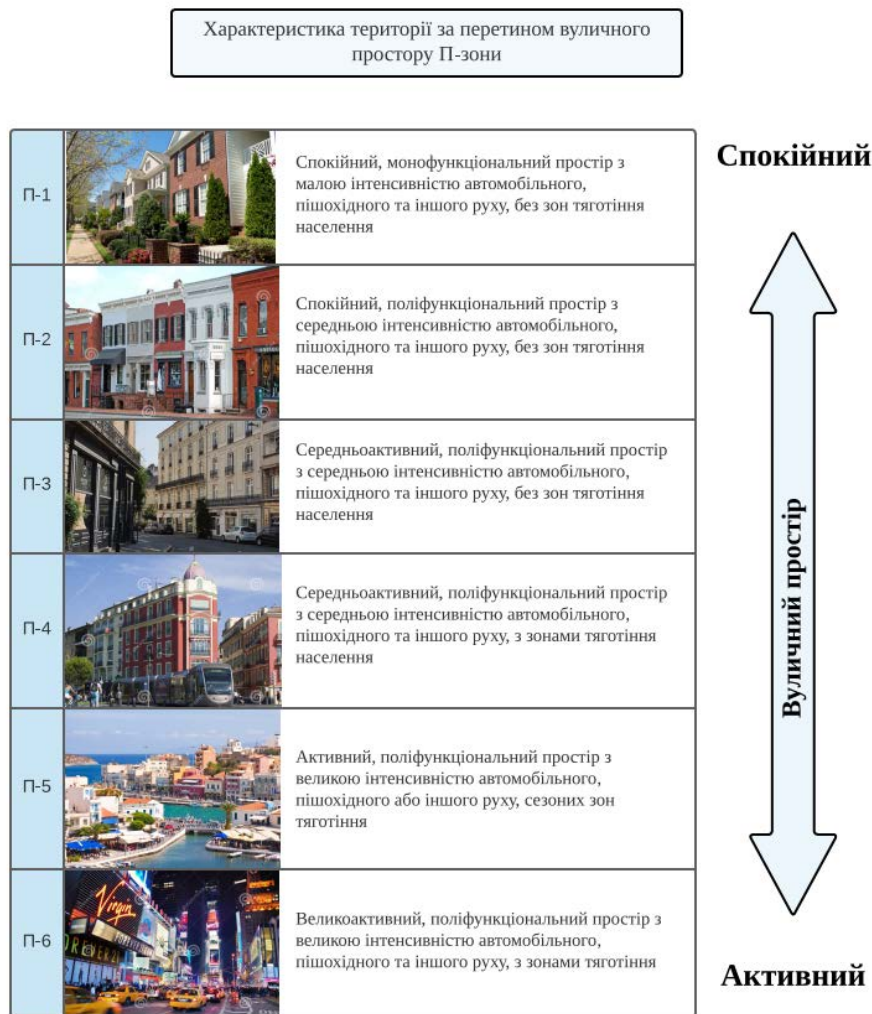 Характеристика території за перетином вуличного
простору П-зони
Спокійний
П-1
Спокійний, монофункціональний простір з
малою інтенсивністю автомобільного,
пішохідного та іншого руху, без зон тяготіння
населення
П-2
Спокійний, поліфункціональний простір з
середньою інтенсивністю автомобільного,
пішохідного та іншого руху, без зон тяготіння
населення
П-3
Середньоактивний, поліфункціональний простір
з середньою інтенсивністю автомобільного,
пішохідного та іншого руху, без зон тяготіння
населення
П-4
Середньоактивний, поліфункціональний простір
з середньою інтенсивністю автомобільного,
пішохідного та іншого руху, з зонами тяготіння
населення
Вуличний простір
П-5
Активний, поліфункціональний простір з
великою інтенсивністю автомобільного,
пішохідного або іншого руху, сезоних зон
тяготіння
П-6
Virgin
FOREVER 21
Великоактивний, поліфункціональний простір з
великою інтенсивністю автомобільного,
пішохідного та іншого руху, з зонами тяготіння
Активний